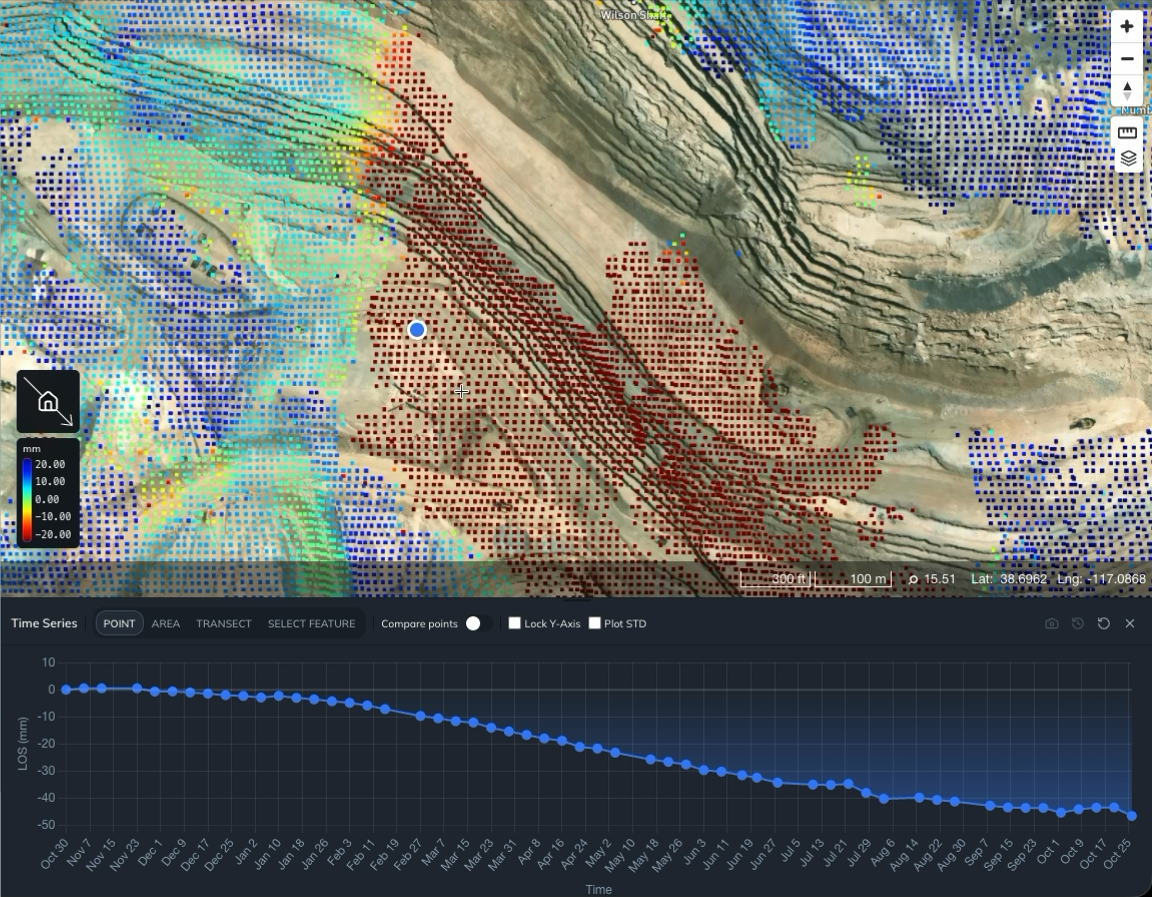 Wilson Sha
Numb
mm
20.00
10.00
0.00
-10.00
-20.00
300 ft
100 m
15.51
Lat: 38.6962 Lng: -117.0868
Time Series
POINT
AREA
TRANSECT
SELECT FEATURE
Compare points
Lock Y-Axis
Plot STD
LOS (mm)
10
0
-10
-20
-30
-40
-50
Oct 30
Nov 7
Nov 15
Nov 23
Dec 1
Dec 9
Dec 17
Dec 25
Jan 2
Jan 10
Jan 18
Jan 26
Feb 3
Feb 11
Feb 19
Feb 27
Mar 7
Mar 15
Mar 23
Mar 31
Apr 8
Apr 16
Apr 24
May 2
May 10
May 18
May 26
Jun 3
Jun 11
Jun 19
Jun 27
Jul 5
Jul 13
Jul 21
Jul 29
Aug 6
Aug 14
Aug 22
Aug 30
Sep 7
Sep 15
Sep 23
Oct 1
Oct 9
Oct 17
Oct 25
Time